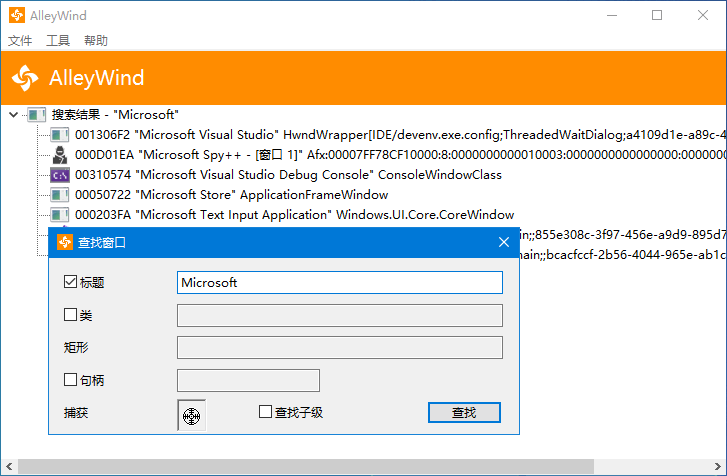 AlleyWind
文件 工具 帮助
AlleyWind
搜索结果 - "Microsoft"
001306F2 "Microsoft Visual Studio" HwndWrapper[IDE/devenv.exe.config;ThreadedWaitDialog;a4109d1e-a89c-4
000D01EA "Microsoft Spy++ - [窗口 1]" Afx:00007FF78CF10000:8:0000000000010003:0000000000000000:0000000
00310574 "Microsoft Visual Studio Debug Console" ConsoleWindowClass
00050722 "Microsoft Store" ApplicationFrameWindow
000203FA "Microsoft Text Input Application" Windows.UI.Core.CoreWindow
in;;855e308c-3f97-456e-a9d9-895d7
main;;bcacfccf-2b56-4044-965e-ab1c
查找窗口
标题 Microsoft
类
矩形
句柄
捕获 查找子级 查找